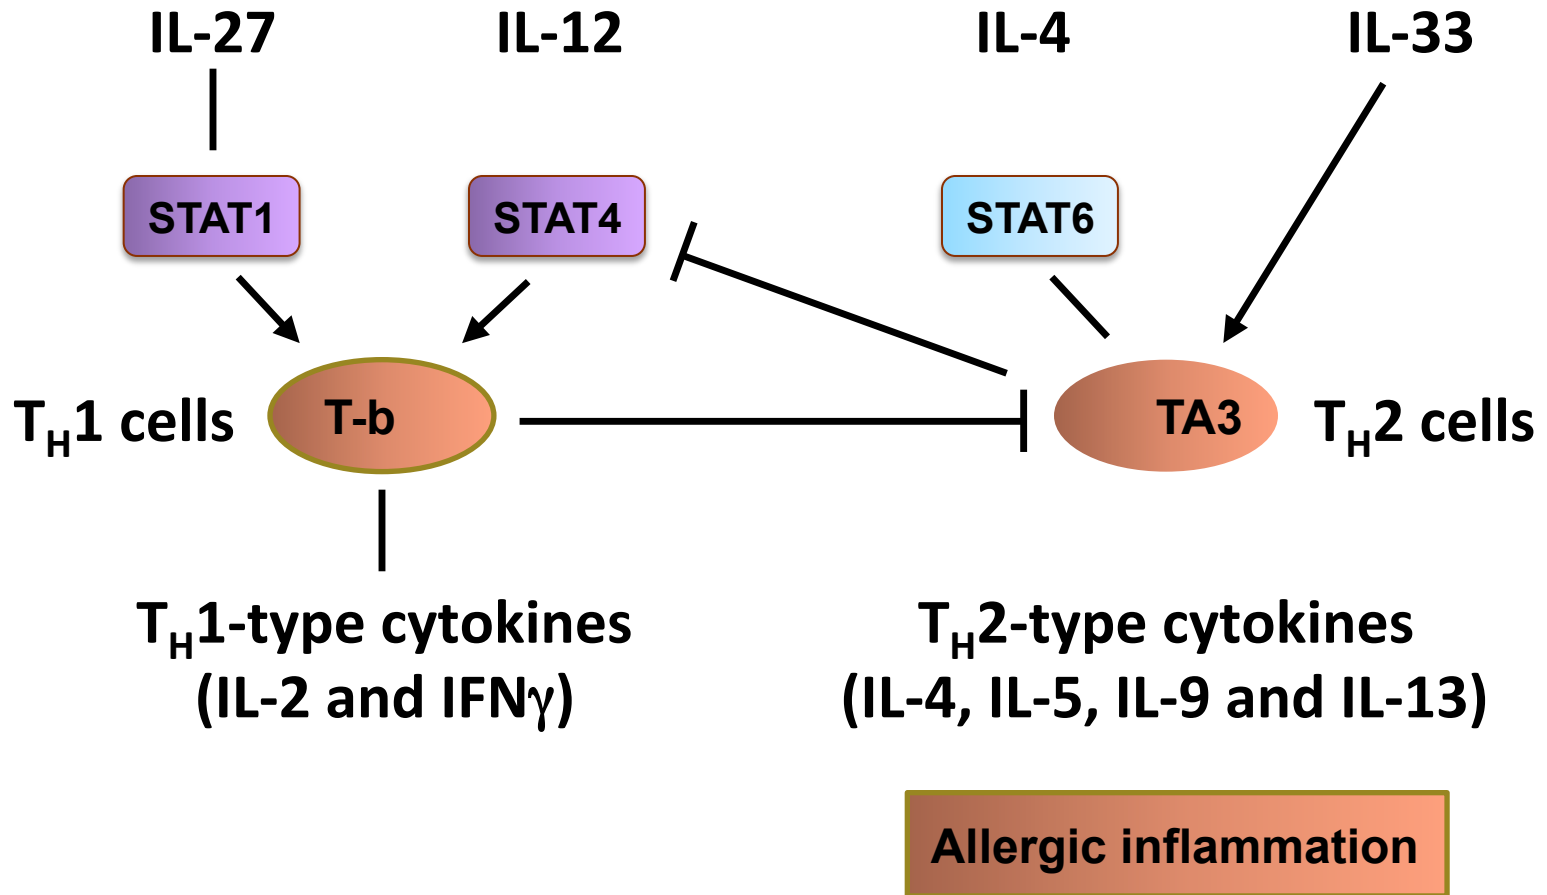 IL-27 IL-12 IL-4 IL-33
STAT1 STAT4 STAT6
TH1 cells T-b TA3 TH2 cells
TH1-type cytokines
(IL-2 and IFNγ)
TH2-type cytokines
(IL-4, IL-5, IL-9 and IL-13)
Allergic inflammation